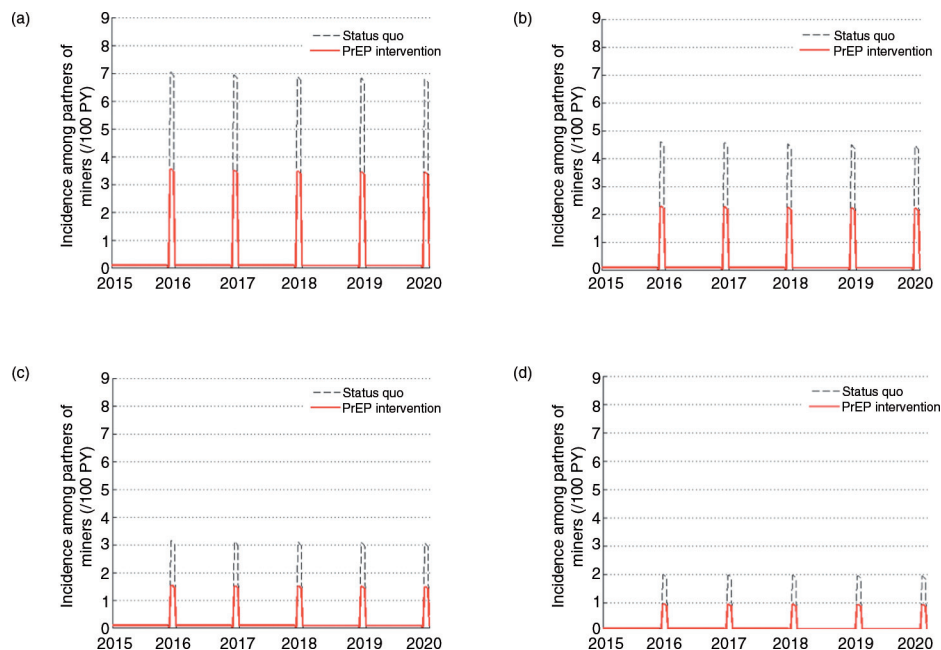 (a)
Incidence among partners of
miners (/100 PY)
9
8
7
6
5
4
3
2
1
0
2015 2016 2017 2018 2019 2020
Status quo
PrEP intervention
(b)
Incidence among partners of
miners (/100 PY)
9
8
7
6
5
4
3
2
1
0
2015 2016 2017 2018 2019 2020
Status quo
PrEP intervention
(c)
Incidence among partners of
miners (/100 PY)
9
8
7
6
5
4
3
2
1
0
2015 2016 2017 2018 2019 2020
Status quo
PrEP intervention
(d)
Incidence among partners of
miners (/100 PY)
9
8
7
6
5
4
3
2
1
0
2015 2016 2017 2018 2019 2020
Status quo
PrEP intervention